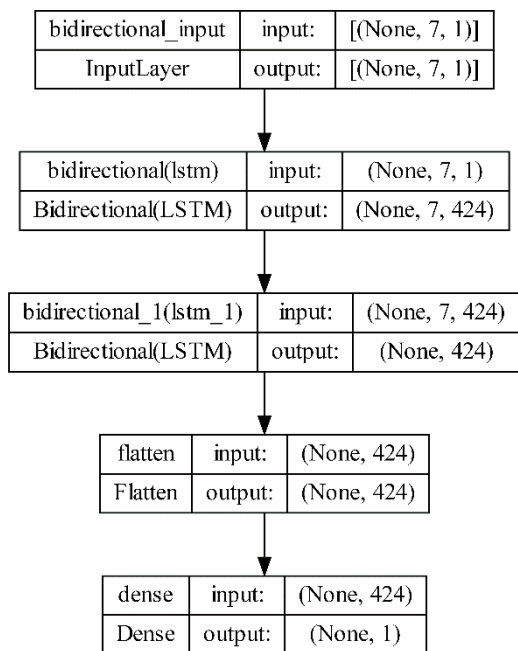 bidirectional_input input: [(None, 7, 1)]
InputLayer output: [(None, 7, 1)]
bidirectional(lstm) input: (None, 7, 1)
Bidirectional(LSTM) output: (None, 7, 424)
bidirectional_1(lstm_1) input: (None, 7, 424)
Bidirectional(LSTM) output: (None, 424)
flatten input: (None, 424)
Flatten output: (None, 424)
dense input: (None, 424)
Dense output: (None, 1)